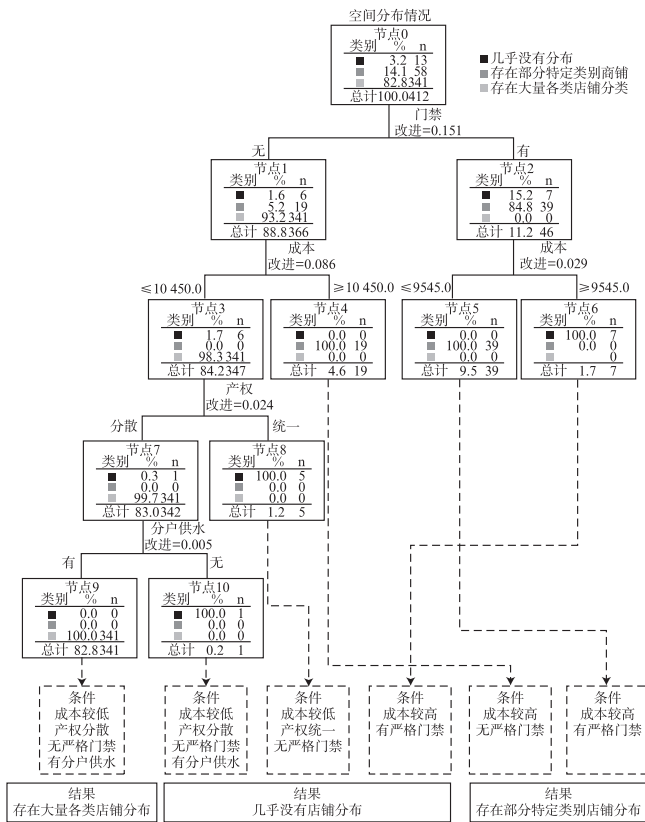 空间分布情况
节点0
类别 % n
3.2 13
14.1 58
82.8341
总计100.0412
几乎没有分布
存在部分特定类别商铺
存在大量各类店铺分类
门禁
改进=0.151
无
有
节点1
类别 % n
1.6 6
5.2 19
93.2341
总计 88.8366
节点2
类别 % n
15.2 7
84.8 39
0.0 0
总计 11.2 46
成本
改进=0.086
成本
改进=0.029
≤10 450.0
≥10 450.0
≤9545.0
≥9545.0
节点3
类别 % n
1.7 6
0.0 0
98.3341
总计 84.2347
节点4
类别 % n
0.0 0
100.0 19
0.0 0
总计 4.6 19
节点5
类别 % n
0.0 0
100.0 39
0.0 0
总计 9.5 39
节点6
类别 % n
100.0 7
0.0 0
0
总计 1.7 7
产权
改进=0.024
分散
统一
节点7
类别 % n
0.3 1
0.0 0
99.7341
总计 83.0342
节点8
类别 % n
100.0 5
0.0 0
0.0 0
总计 1.2 5
分户供水
改进=0.005
有
无
节点9
类别 % n
0.0 0
0.0 0
100.0341
总计 82.8341
节点10
类别 % n
100.0 1
0.0 0
0.0 0
总计 0.2 1
条件
成本较低
产权分散
无严格门禁
有分户供水
条件
成本较低
产权分散
无严格门禁
有分户供水
条件
成本较低
产权统一
无严格门禁
条件
成本较高
有严格门禁
条件
成本较高
无严格门禁
条件
成本较高
有严格门禁
结果
存在大量各类店铺分布
结果
几乎没有店铺分布
结果
存在部分特定类别店铺分布